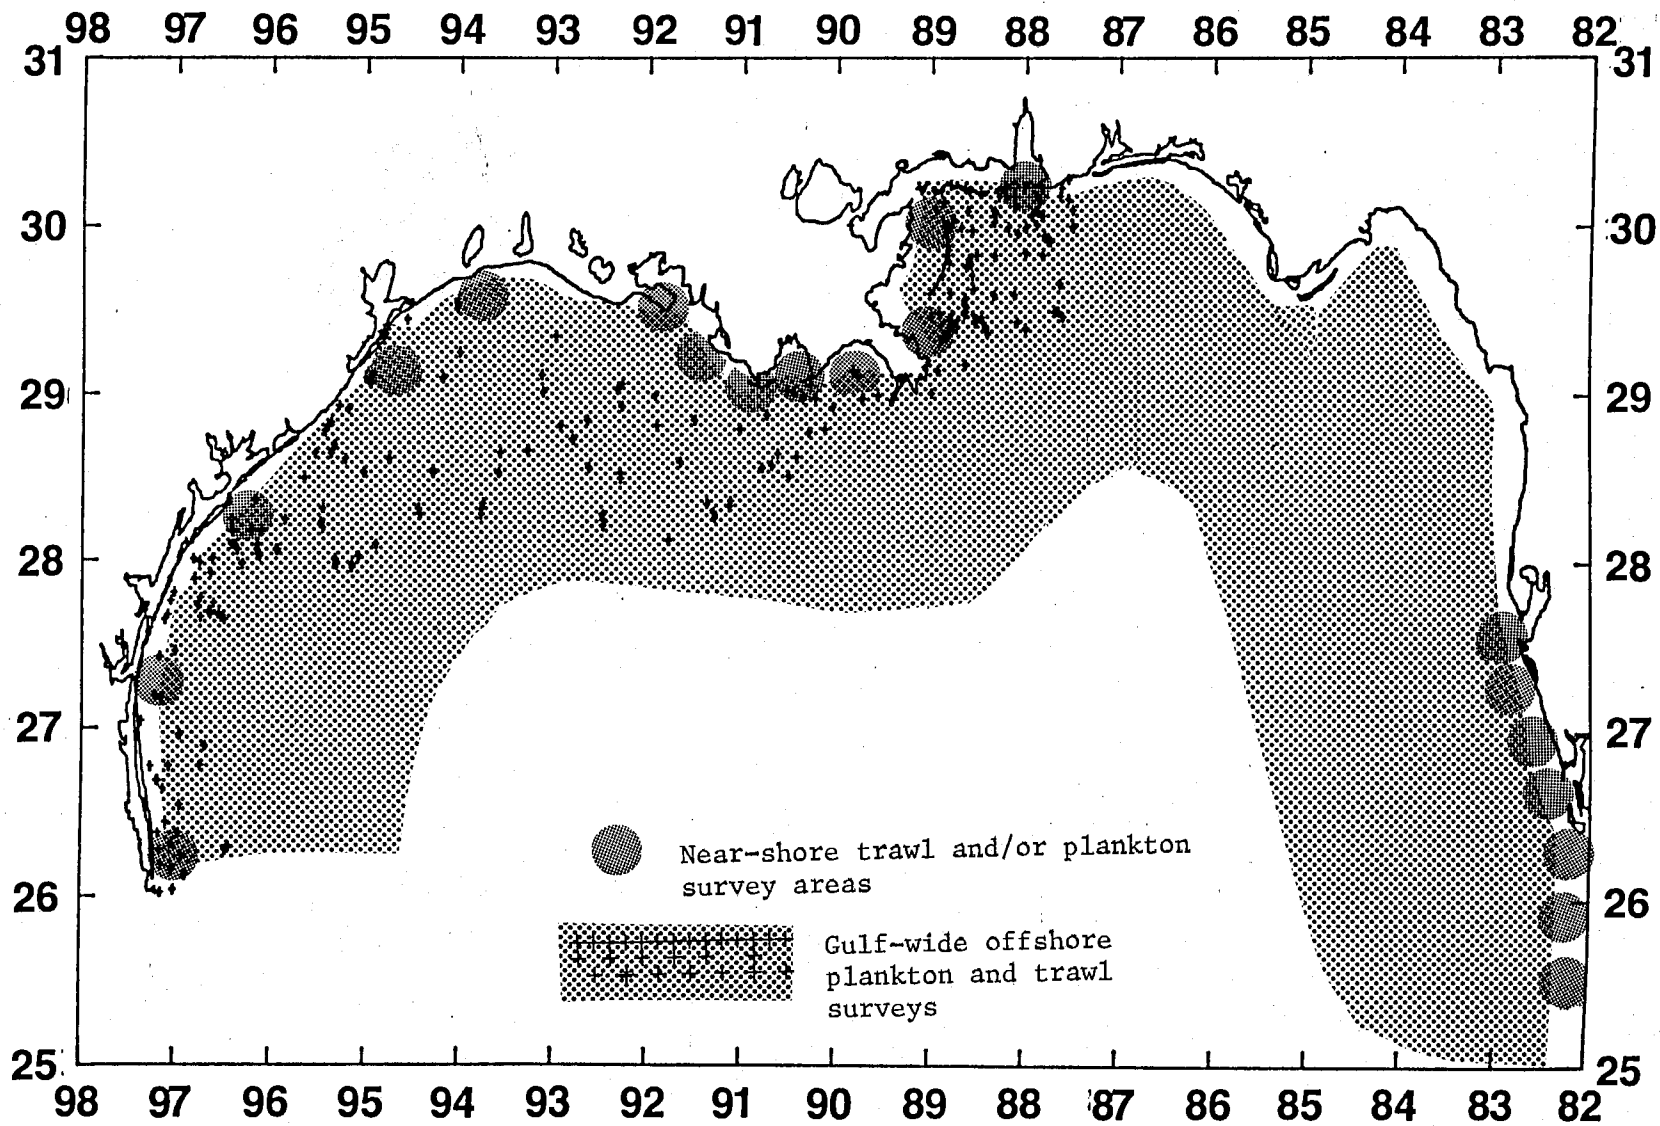 98 97 96 95 94 93 92 91 90 89 88 87 86 85 84 83 82
31 31
30 30
29 29
28 28
27 27
Near-shore trawl and/or plankton
survey areas
26 26
Gulf-wide offshore
plankton and trawl
surveys
25 25
98 97 96 95 94 93 92 91 90 89 88 87 86 85 84 83 82